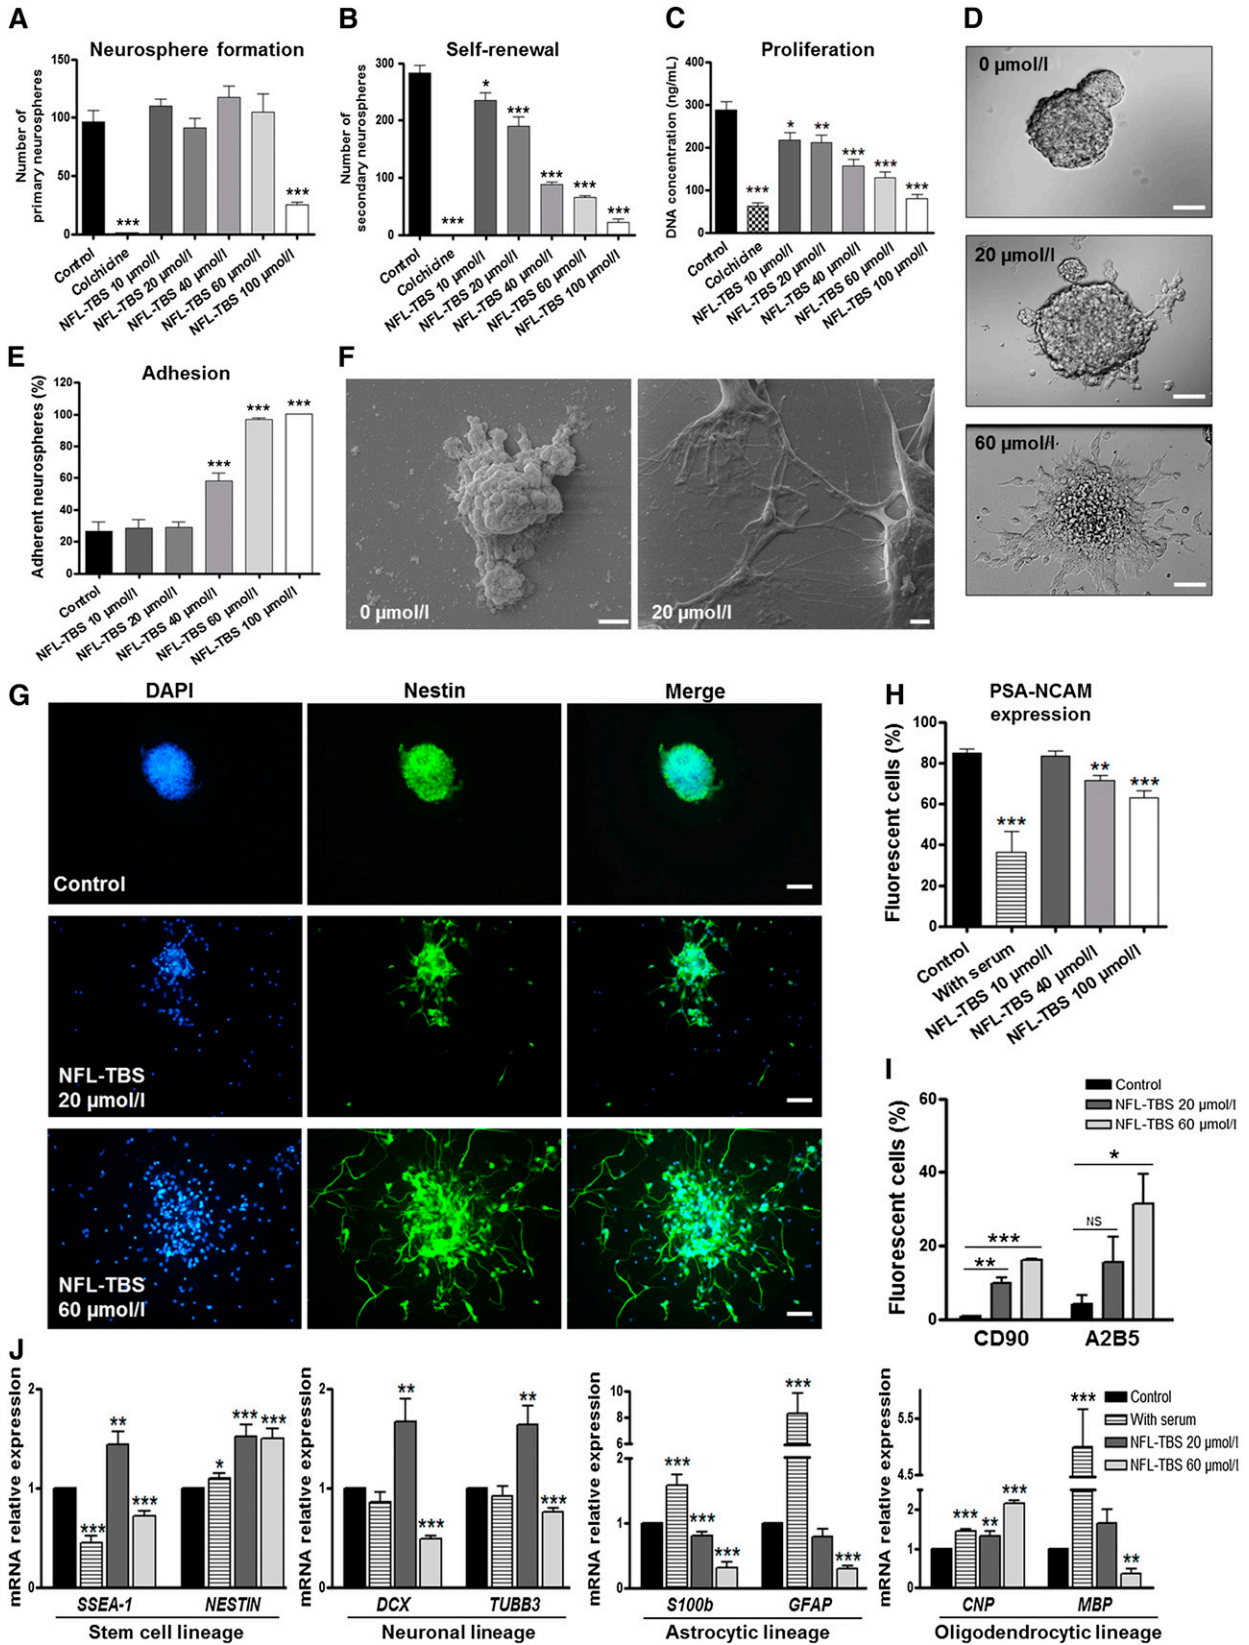 A
Neurosphere formation
Number of
primary neurospheres
150
100
50
0
***
***
Control
Colchicine
NFL-TBS 10 µmol/l
NFL-TBS 20 µmol/l
NFL-TBS 40 µmol/l
NFL-TBS 60 µmol/l
NFL-TBS 100 µmol/l
B
Self-renewal
Number of
secondary neurospheres
300
200
100
0
***
*
***
***
***
***
Control
Colchicine
NFL-TBS 10 µmol/l
NFL-TBS 20 µmol/l
NFL-TBS 40 µmol/l
NFL-TBS 60 µmol/l
NFL-TBS 100 µmol/l
C
Proliferation
DNA concentration (ng/mL)
400
300
200
100
0
***
*
**
***
***
***
Control
Colchicine
NFL-TBS 10 µmol/l
NFL-TBS 20 µmol/l
NFL-TBS 40 µmol/l
NFL-TBS 60 µmol/l
NFL-TBS 100 µmol/l
D
0 µmol/l
20 µmol/l
60 µmol/l
E
Adhesion
Adherent neurospheres (%)
120
100
80
60
40
20
0
***
***
***
Control
NFL-TBS 10 µmol/l
NFL-TBS 20 µmol/l
NFL-TBS 40 µmol/l
NFL-TBS 60 µmol/l
NFL-TBS 100 µmol/l
F
0 µmol/l
20 µmol/l
G
DAPI
Nestin
Merge
Control
NFL-TBS
20 µmol/l
NFL-TBS
60 µmol/l
H
PSA-NCAM
expression
Fluorescent cells (%)
100
80
60
40
20
0
***
**
***
Control
With serum
NFL-TBS 10 µmol/l
NFL-TBS 40 µmol/l
NFL-TBS 100 µmol/l
I
Control
NFL-TBS 20 µmol/l
NFL-TBS 60 µmol/l
Fluorescent cells (%)
60
40
20
0
**
***
NS
*
CD90
A2B5
J
mRNA relative expression
2
1
0
***
**
***
*
***
***
SSEA-1
NESTIN
Stem cell lineage
mRNA relative expression
2
1
0
**
***
**
***
DCX
TUBB3
Neuronal lineage
mRNA relative expression
10
8
6
2
1
0
***
***
***
***
***
S100b
GFAP
Astrocytic lineage
mRNA relative expression
5.5
4.5
2
1
0
***
**
***
***
**
CNP
MBP
Oligodendrocytic lineage
Control
With serum
NFL-TBS 20 µmol/l
NFL-TBS 60 µmol/l